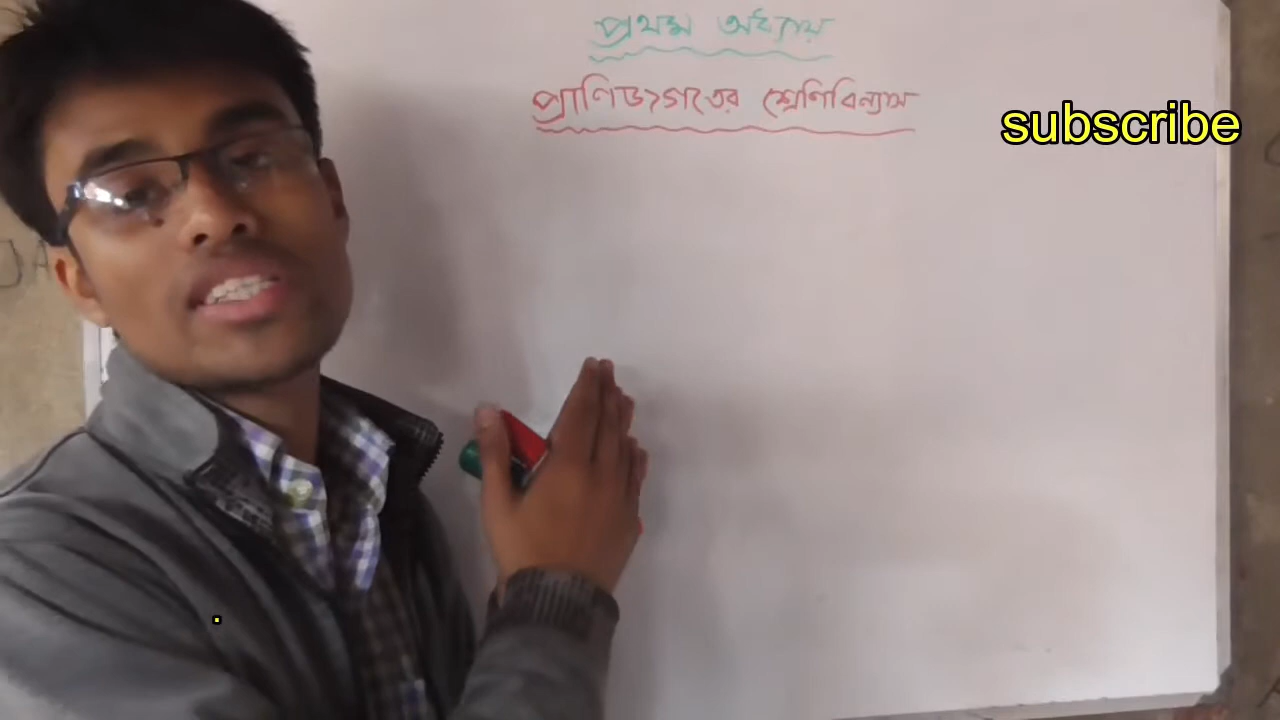 প্রথম অধ্যায়
প্রাণিজগতের শ্রেণিবিন্যাস
subscribe